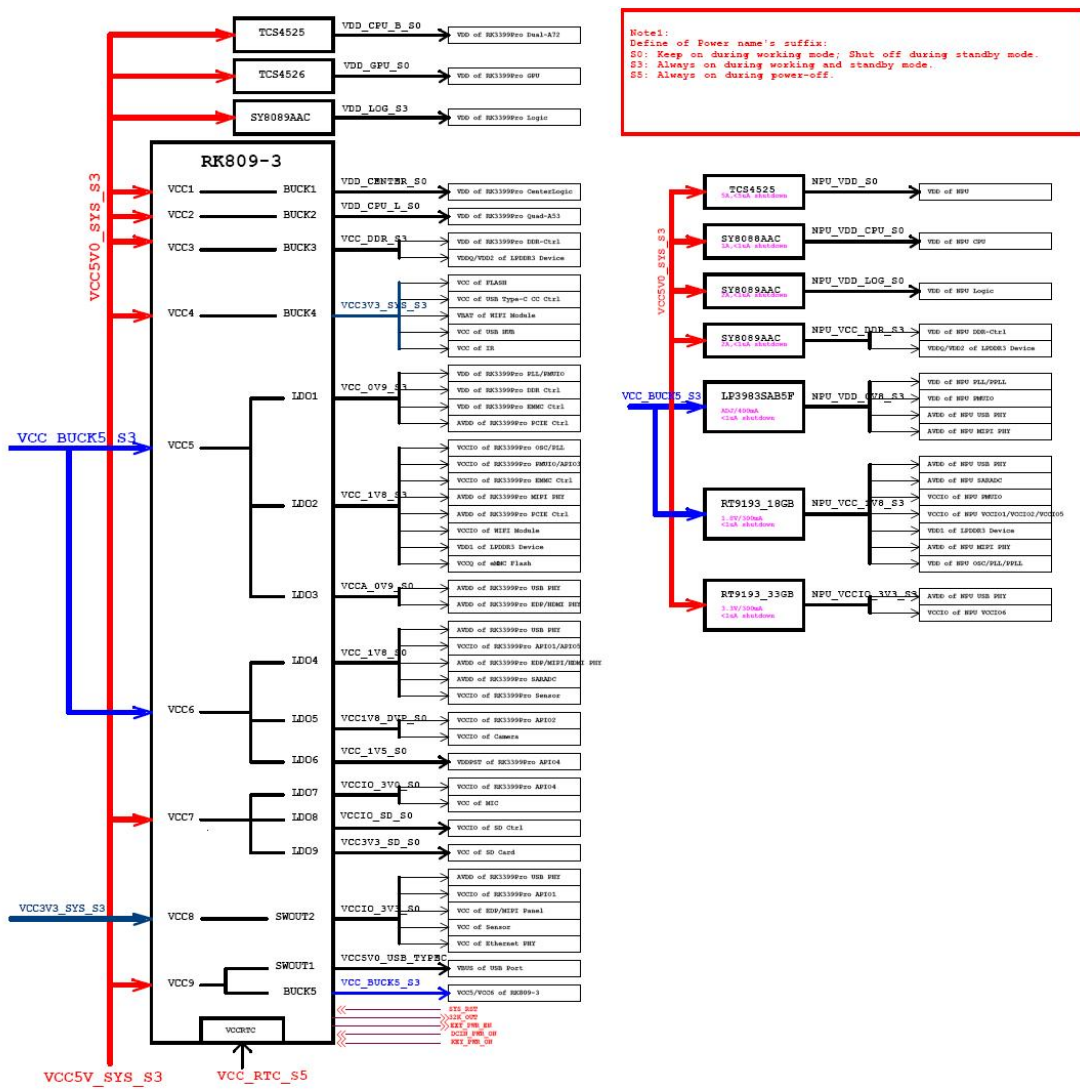 TCS4525
VDD_CPU_B_S0
VDD of RK3399Pro Dual-A72
TCS4526
VDD_GPU_S0
VDD of RK3399Pro GPU
SY8089AAC
VDD_LOG_S3
VDD of RK3399Pro Logic
Note1:
Define of Power name's suffix:
S0: Keep on during working mode; Shut off during standby mode.
S3: Always on during working and standby mode.
S5: Always on during power-off.
VCC5V0_SYS_S3
RK809-3
VCC1
BUCK1
VDD_CENTER_S0
VDD of RK3399Pro CenterLogic
VCC2
BUCK2
VDD_CPU_L_S0
VDD of RK3399Pro Quad-A53
VCC3
BUCK3
VCC_DDR_S3
VDD of RK3399Pro DDR-Ctrl
VDDQ/VDD2 of LPDDR3 Device
VCC4
BUCK4
VCC3V3_SYS_S3
VCC of FLASH
VCC of USB Type-C CC Ctrl
VBAT of WIFI Module
VCC of USB HUB
VCC of IR
VCC_BUCK5_S3
VCC5
LDO1
VCC_0V9_S3
VDD of RK3399Pro PLL/PMUIO
VDD of RK3399Pro DDR Ctrl
VDD of RK3399Pro EMMC Ctrl
AVDD of RK3399Pro PCIE Ctrl
LDO2
VCC_1V8_S3
VCCIO of RK3399Pro OSC/PLL
VCCIO of RK3399Pro PMUIO/APIO3
VCCIO of RK3399Pro EMMC Ctrl
AVDD of RK3399Pro MIPI PHY
AVDD of RK3399Pro PCIE Ctrl
VCCIO of WIFI Module
VDD1 of LPDDR3 Device
VCCQ of eMMC Flash
LDO3
VCCA_0V9_S0
AVDD of RK3399Pro USB PHY
AVDD of RK3399Pro EDP/HDMI PHY
VCC6
LDO4
VCC_1V8_S0
AVDD of RK3399Pro USB PHY
VCCIO of RK3399Pro APIO1/APIO5
AVDD of RK3399Pro EDP/MIPI/HDMI PHY
AVDD of RK3399Pro SARADC
VCCIO of RK3399Pro Sensor
LDO5
VCC1V8_DVP_S0
VCCIO of RK3399Pro APIO2
VCCIO of Camera
LDO6
VCC_1V5_S0
VDDPST of RK3399Pro APIO4
VCC7
LDO7
VCCIO_3V0_S0
VCCIO of RK3399Pro APIO4
VCC of MIC
LDO8
VCCIO_SD_S0
VCCIO of SD Ctrl
LDO9
VCC3V3_SD_S0
VCC of SD Card
VCC3V3_SYS_S3
VCC8
SWOUT2
VCCIO_3V3_S0
AVDD of RK3399Pro USB PHY
VCCIO of RK3399Pro APIO1
VCC of EDP/MIPI Panel
VCC of Sensor
VCC of Ethernet PHY
VCC9
SWOUT1
VCC5V0_USB_TYPEC
VBUS of USB Port
BUCK5
VCC_BUCK5_S3
VCC5/VCC6 of RK809-3
SYS_RST
32K_OUT
EXT_PWR_EN
DCIN_PWR_ON
KEY_PWR_ON
VCCRTC
VCC5V_SYS_S3
VCC_RTC_S5
VCC5V0_SYS_S3
TCS4525
5A,<5uA shutdown
NPU_VDD_S0
VDD of NPU
SY8088AAC
1A,<1uA shutdown
NPU_VDD_CPU_S0
VDD of NPU CPU
SY8089AAC
2A,<1uA shutdown
NPU_VDD_LOG_S0
VDD of NPU Logic
SY8089AAC
2A,<1uA shutdown
NPU_VCC_DDR_S3
VDD of NPU DDR-Ctrl
VDDQ/VDD2 of LPDDR3 Device
VCC_BUCK5_S3
LP3983SAB5F
ADJ/400mA
<1uA shutdown
NPU_VDD_0V8_S3
VDD of NPU PLL/PPLL
VDD of NPU PMUIO
AVDD of NPU USB PHY
AVDD of NPU MIPI PHY
RT9193_18GB
1.8V/300mA
<1uA shutdown
NPU_VCC_1V8_S3
AVDD of NPU USB PHY
AVDD of NPU SARADC
VCCIO of NPU PMUIO
VCCIO of NPU VCCIO1/VCCIO2/VCCIO5
VDD1 of LPDDR3 Device
AVDD of NPU MIPI PHY
VDD of NPU OSC/PLL/PPLL
RT9193_33GB
3.3V/300mA
<1uA shutdown
NPU_VCCIO_3V3_S3
AVDD of NPU USB PHY
VCCIO of NPU VCCIO6